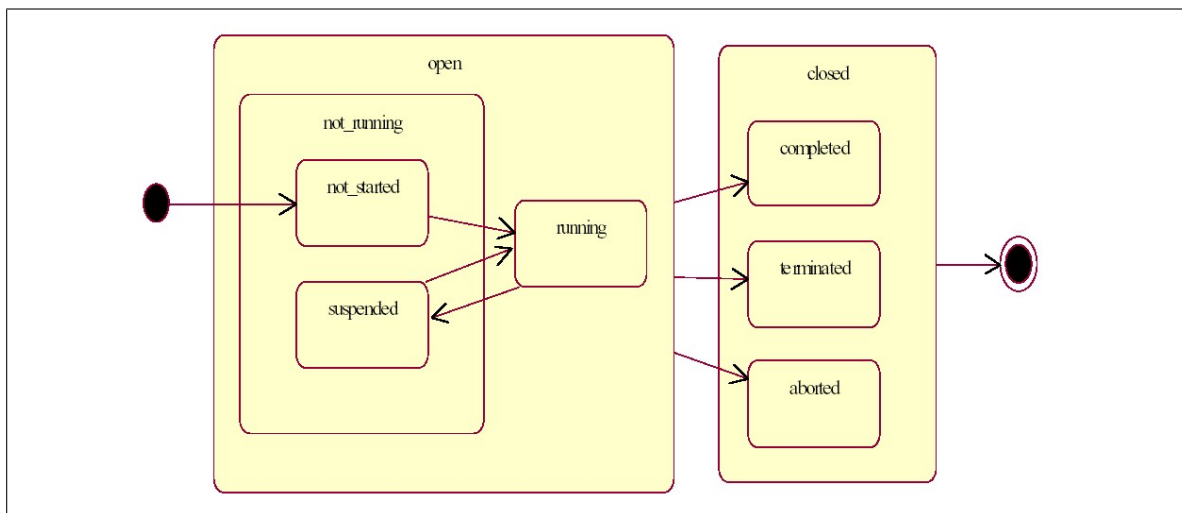 open
closed
not_running
completed
not_started
running
terminated
suspended
aborted